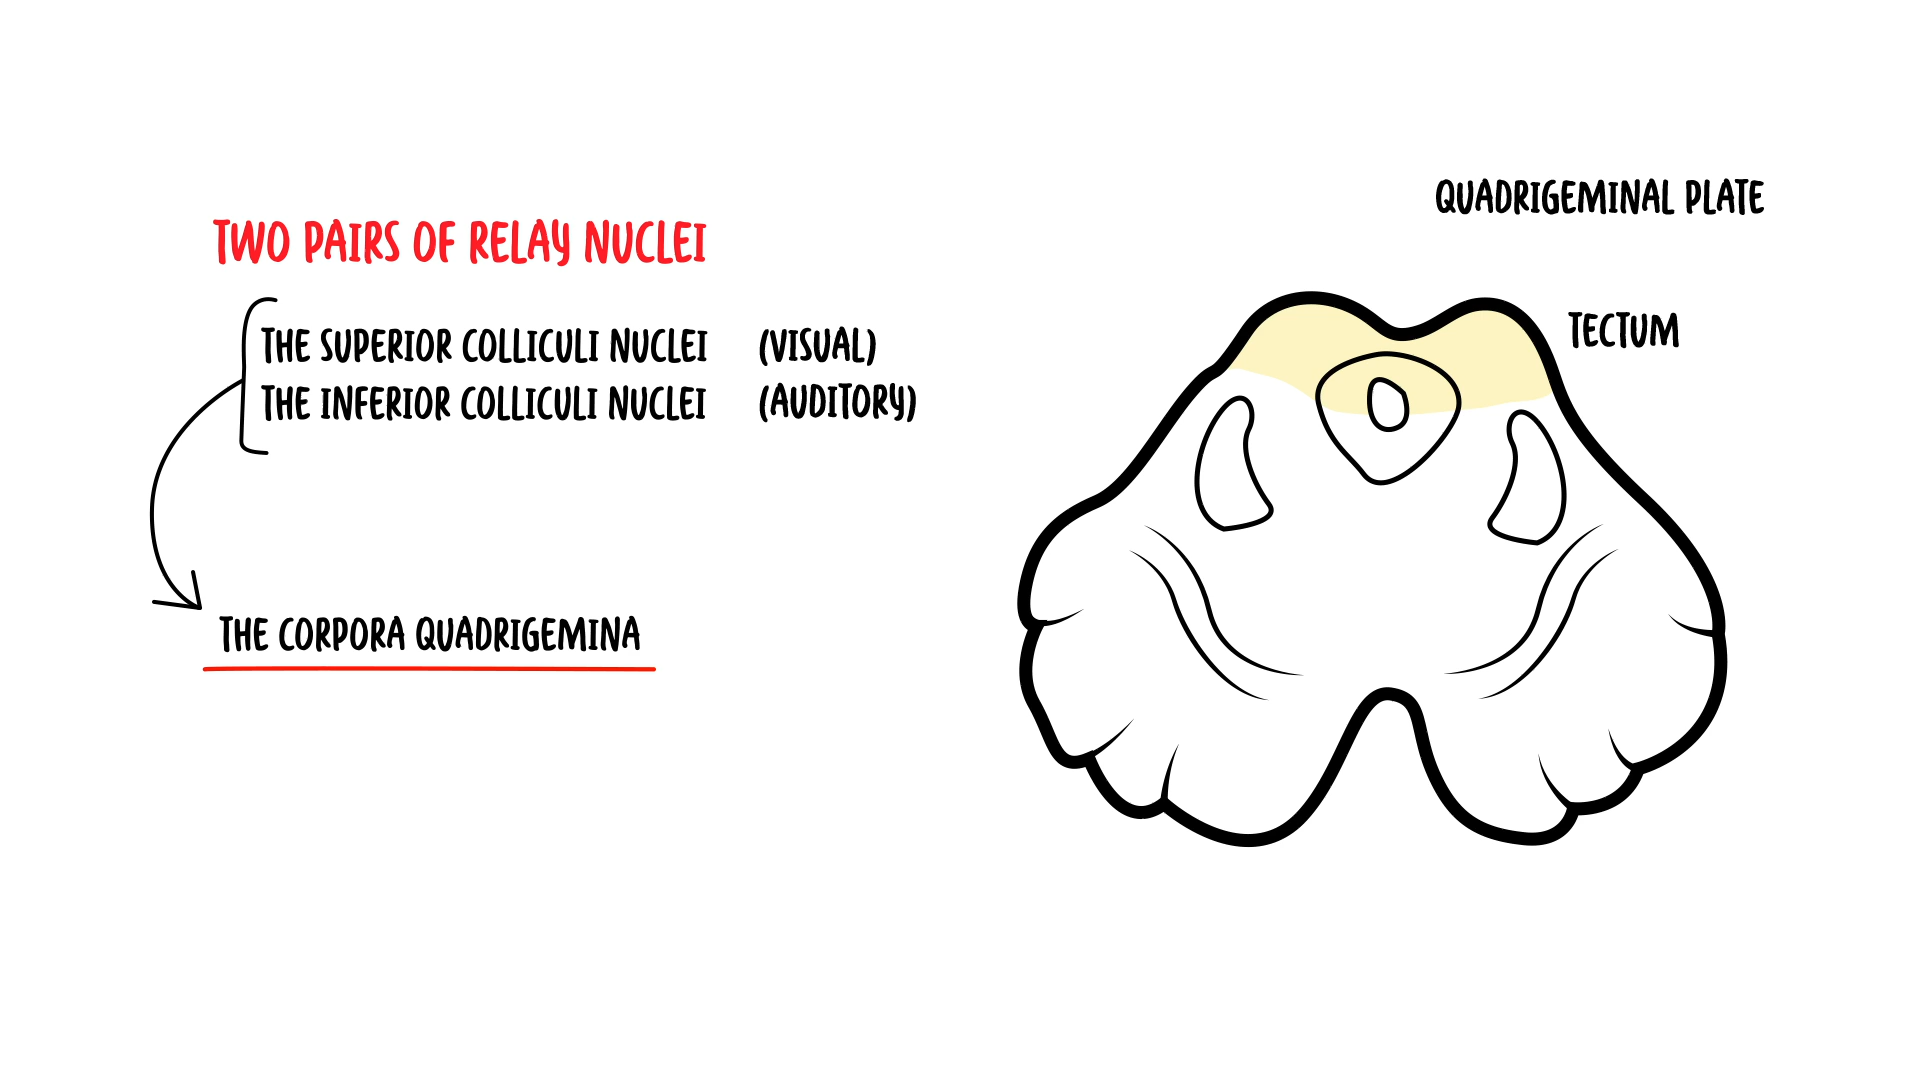 TWO PAIRS OF RELAY NUCLEI
THE SUPERIOR COLLICULI NUCLEI (VISUAL)
THE INFERIOR COLLICULI NUCLEI (AUDITORY)
THE CORPORA QUADRIGEMINA
QUADRIGEMINAL PLATE
TECTUM